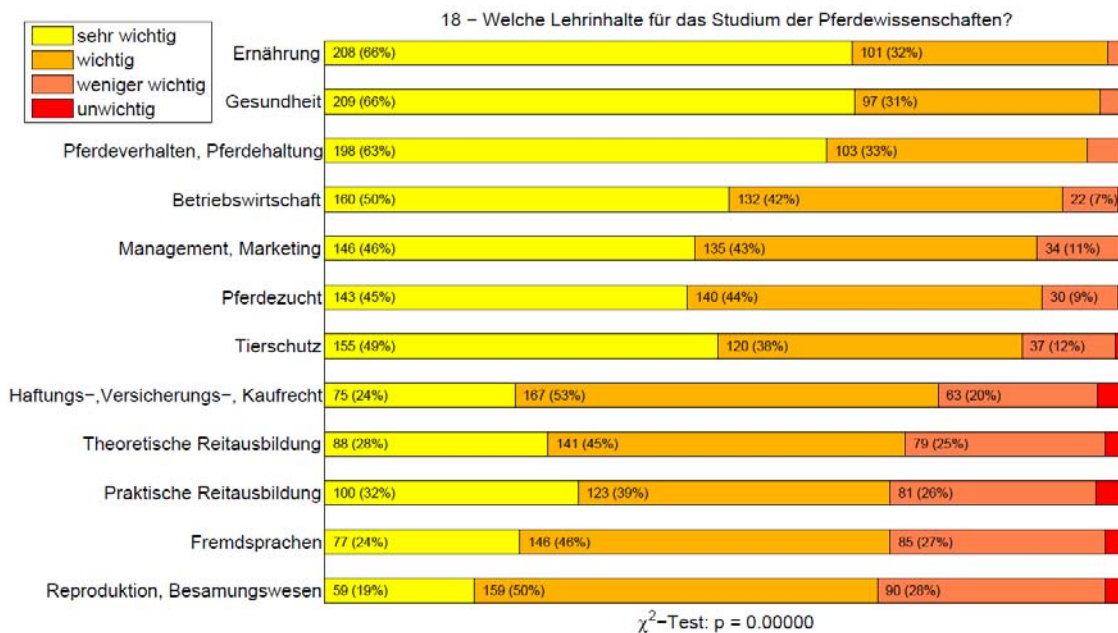 18 − Welche Lehrinhalte für das Studium der Pferdewissenschaften?
sehr wichtig
wichtig
weniger wichtig
unwichtig
Ernährung 208 (66%) 101 (32%)
Gesundheit 209 (66%) 97 (31%)
Pferdeverhalten, Pferdehaltung 198 (63%) 103 (33%)
Betriebswirtschaft 160 (50%) 132 (42%) 22 (7%)
Management, Marketing 146 (46%) 135 (43%) 34 (11%)
Pferdezucht 143 (45%) 140 (44%) 30 (9%)
Tierschutz 155 (49%) 120 (38%) 37 (12%)
Haftungs−,Versicherungs−, Kaufrecht 75 (24%) 167 (53%) 63 (20%)
Theoretische Reitausbildung 88 (28%) 141 (45%) 79 (25%)
Praktische Reitausbildung 100 (32%) 123 (39%) 81 (26%)
Fremdsprachen 77 (24%) 146 (46%) 85 (27%)
Reproduktion, Besamungswesen 59 (19%) 159 (50%) 90 (28%)
χ²−Test: p = 0.00000